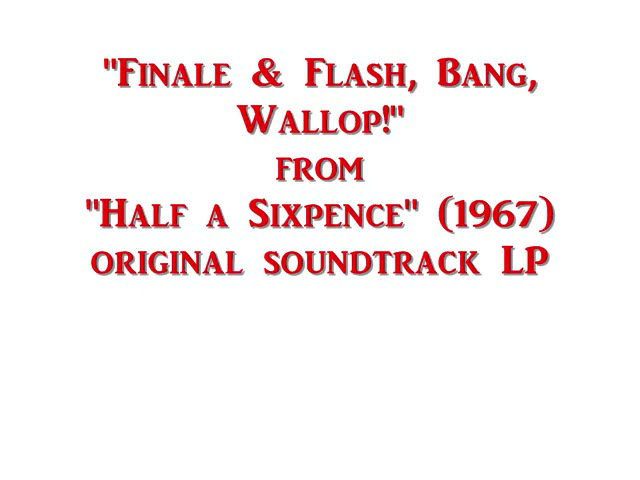 "Finale & Flash, Bang,
Wallop!"
from
"Half a Sixpence" (1967)
original soundtrack LP